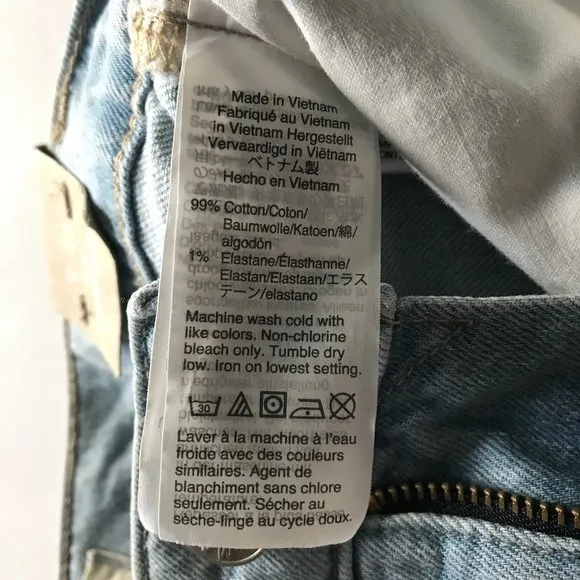 Made in Vietnam
Fabriqué au Vietnam
in Vietnam Hergestellt
Vervaardigd in Viëtnam
ベトナム製
Hecho en Vietnam
99% Cotton/Coton/
Baumwolle/Katoen/綿/
algodón
1% Elastane/Élasthanne/
Elastan/Elastaan/エラス
テーン/elastano
Machine wash cold with
like colors. Non-chlorine
bleach only. Tumble dry
low. Iron on lowest setting.
30
Laver à la machine à l'eau
froide avec des couleurs
similaires. Agent de
blanchiment sans chlore
seulement. Sécher au
sèche-linge au cycle doux.